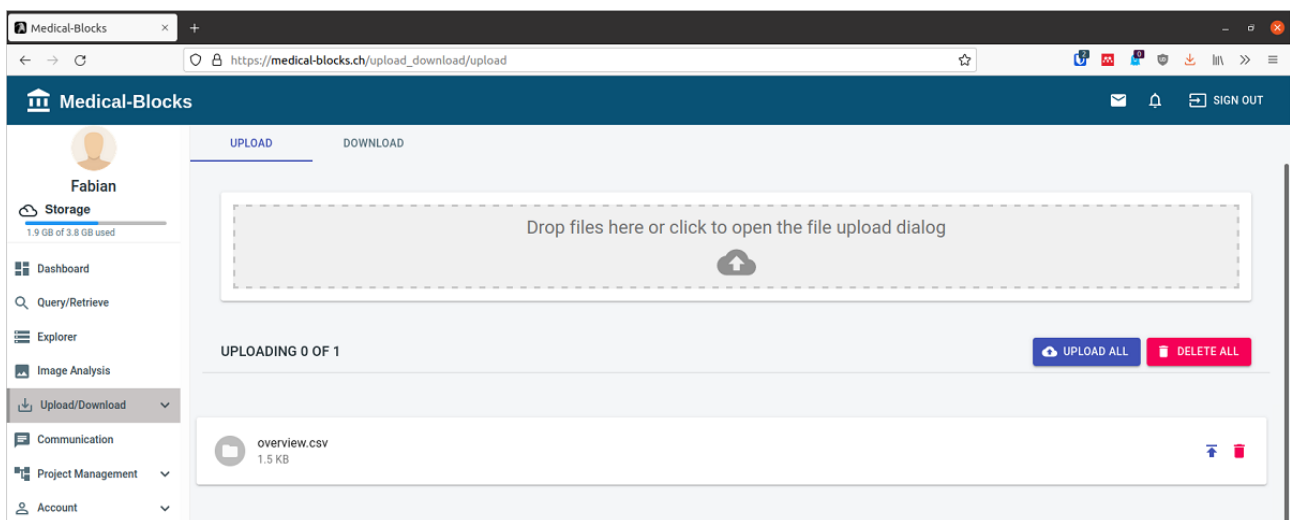 Medical-Blocks
https://medical-blocks.ch/upload_download/upload
2
0
Medical-Blocks
SIGN OUT
Fabian
Storage
1.9 GB of 3.8 GB used
Dashboard
Query/Retrieve
Explorer
Image Analysis
Upload/Download
Communication
Project Management
Account
UPLOAD
DOWNLOAD
Drop files here or click to open the file upload dialog
UPLOADING 0 OF 1
UPLOAD ALL
DELETE ALL
overview.csv
1.5 KB